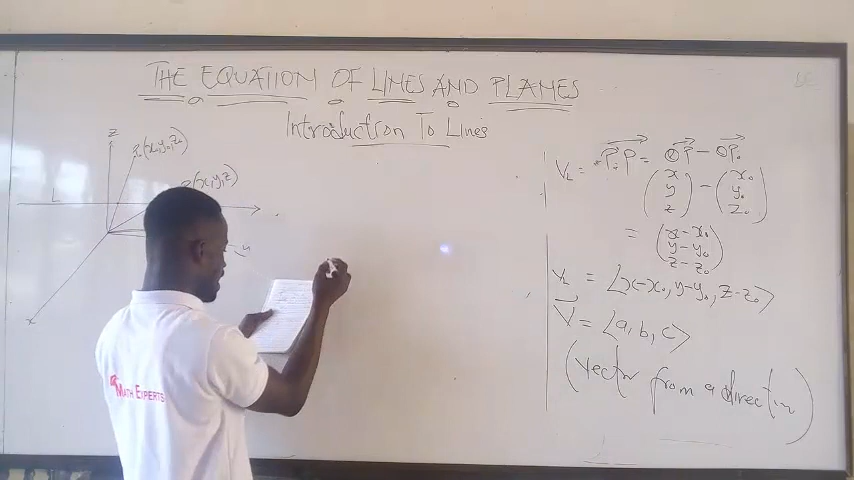 THE EQUATION OF LINES AND PLANES
Introduction To Lines
z
P₀(x₀,y₀,z₀)
P(x,y,z)
L
y
x
V_L = P₀P = OP - OP₀
(x y z) - (x₀ y₀ z₀)
= (x-x₀ y-y₀ z-z₀)
V_L = <x-x₀, y-y₀, z-z₀>
V = <a, b, c>
(Vector from a direction)
MATH EXPERTS